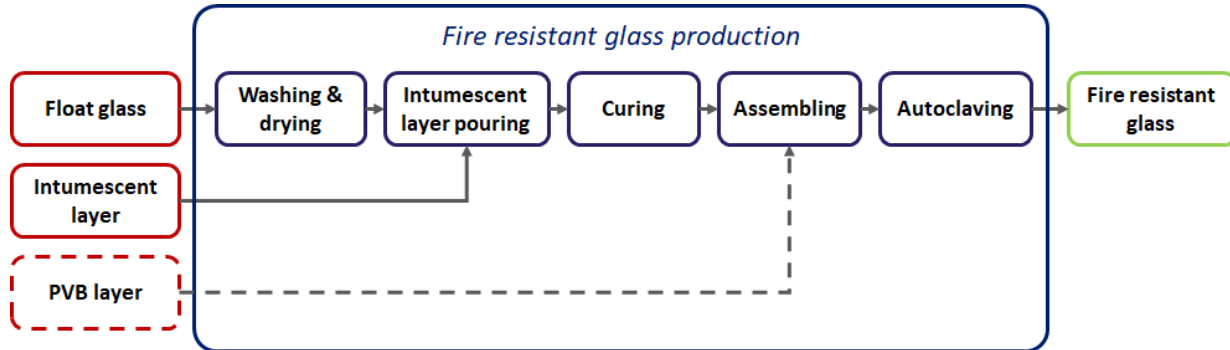 Fire resistant glass production
Float glass
Washing &
drying
Intumescent
layer pouring
Curing
Assembling
Autoclaving
Fire resistant
glass
Intumescent
layer
PVB layer